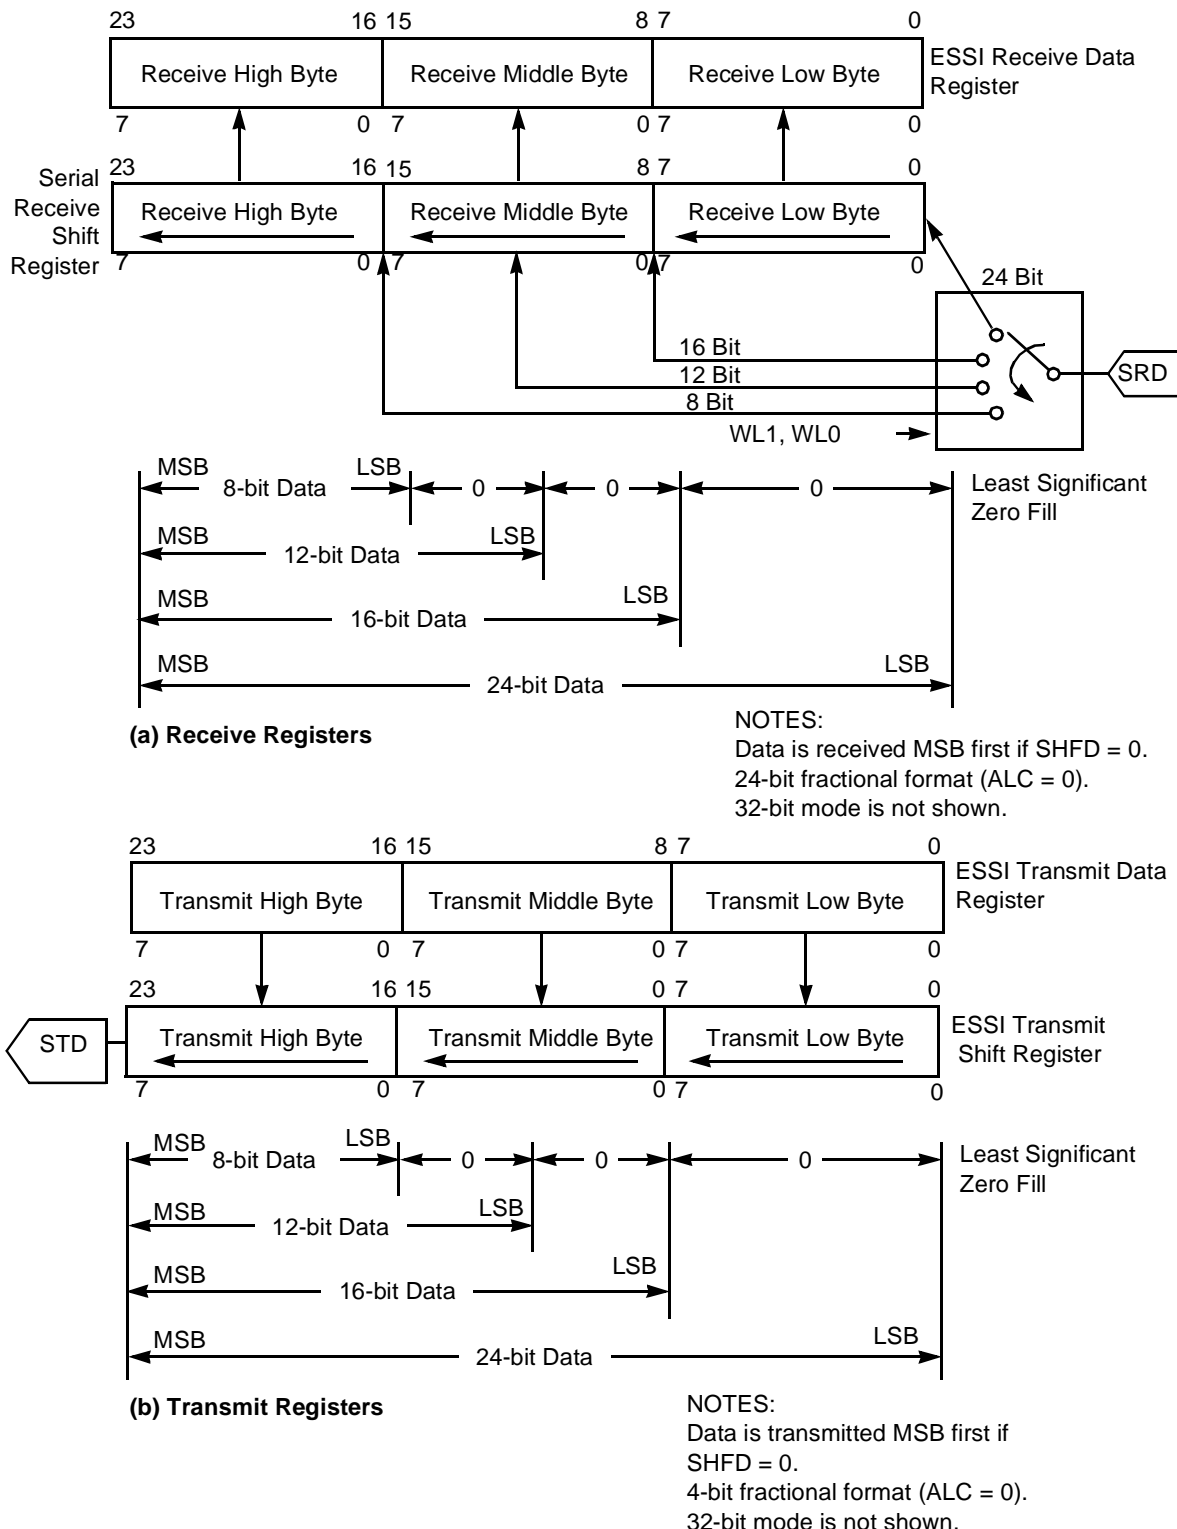 23 16 15 8 7 0
Receive High Byte Receive Middle Byte Receive Low Byte
ESSI Receive Data
Register
7 0 7 0 7 0
23 16 15 8 7 0
Serial
Receive
Shift
Register
Receive High Byte Receive Middle Byte Receive Low Byte
7 0 7 0 7 0
24 Bit
16 Bit
12 Bit
8 Bit
SRD
WL1, WL0
MSB LSB
8-bit Data 0 0 0
Least Significant
Zero Fill
MSB LSB
12-bit Data
MSB LSB
16-bit Data
MSB LSB
24-bit Data
(a) Receive Registers
NOTES:
Data is received MSB first if SHFD = 0.
24-bit fractional format (ALC = 0).
32-bit mode is not shown.
23 16 15 8 7 0
Transmit High Byte Transmit Middle Byte Transmit Low Byte
ESSI Transmit Data
Register
7 0 7 0 7 0
23 16 15 0 7 0
STD
Transmit High Byte Transmit Middle Byte Transmit Low Byte
ESSI Transmit
Shift Register
7 0 7 0 7 0
MSB LSB
8-bit Data 0 0 0
Least Significant
Zero Fill
MSB LSB
12-bit Data
MSB LSB
16-bit Data
MSB LSB
24-bit Data
(b) Transmit Registers
NOTES:
Data is transmitted MSB first if
SHFD = 0.
4-bit fractional format (ALC = 0).
32-bit mode is not shown.